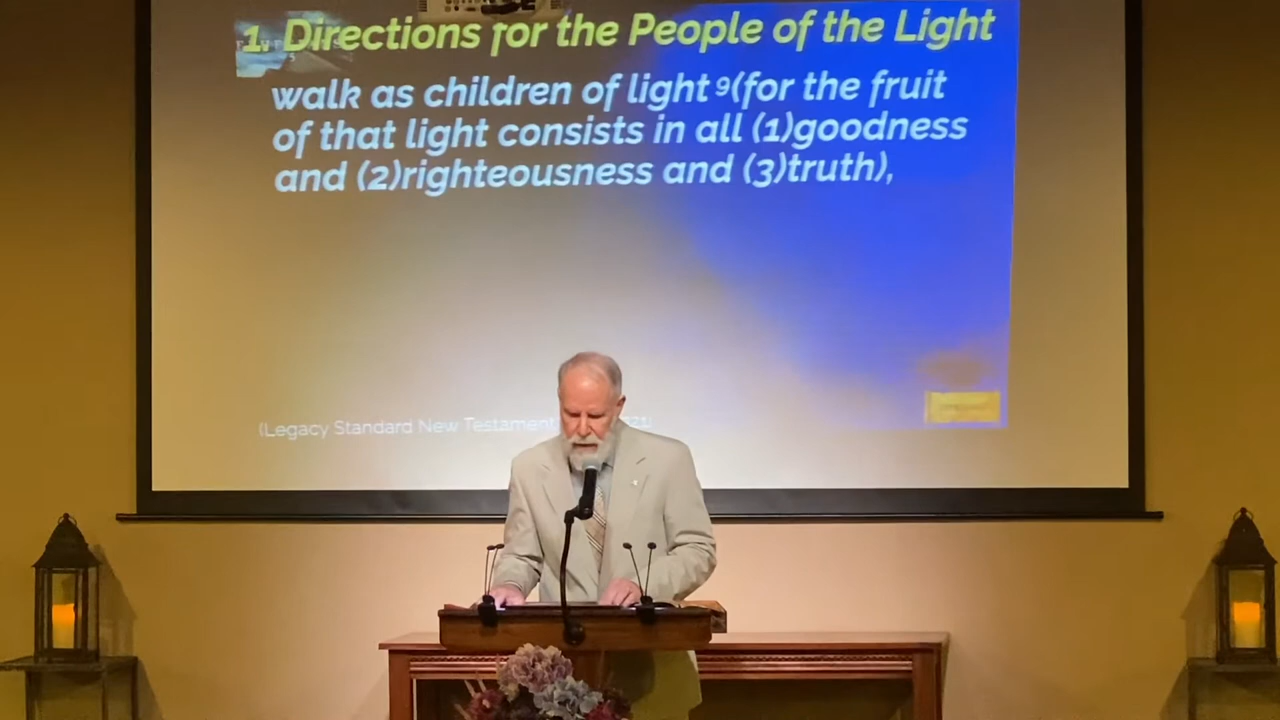 1. Directions for the People of the Light
walk as children of light ⁹(for the fruit
of that light consists in all (1)goodness
and (2)righteousness and (3)truth),
(Legacy Standard New Testament